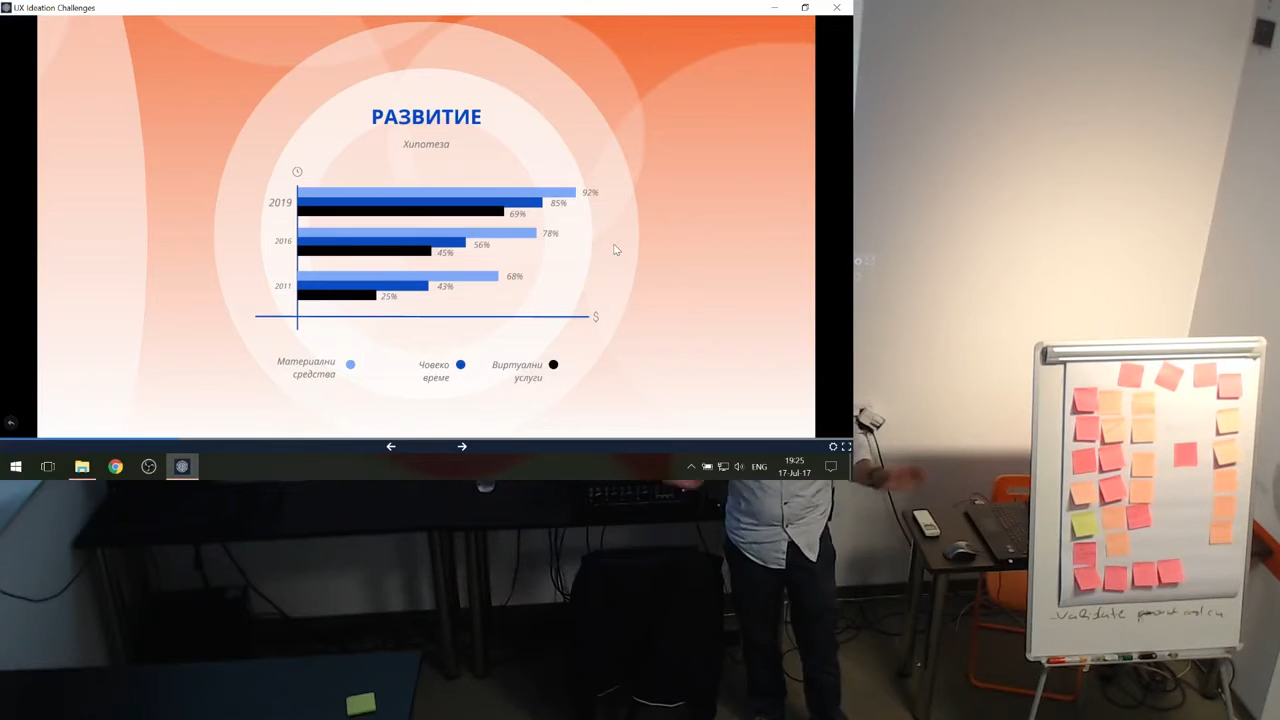 UX Ideation Challenges
РАЗВИТИЕ
Хипотеза
92%
2019
85%
69%
78%
2016
56%
45%
68%
2011
43%
25%
$
Материални
средства
Човеко
време
Виртуални
услуги
ENG
19:25
17-Jul-17
validate